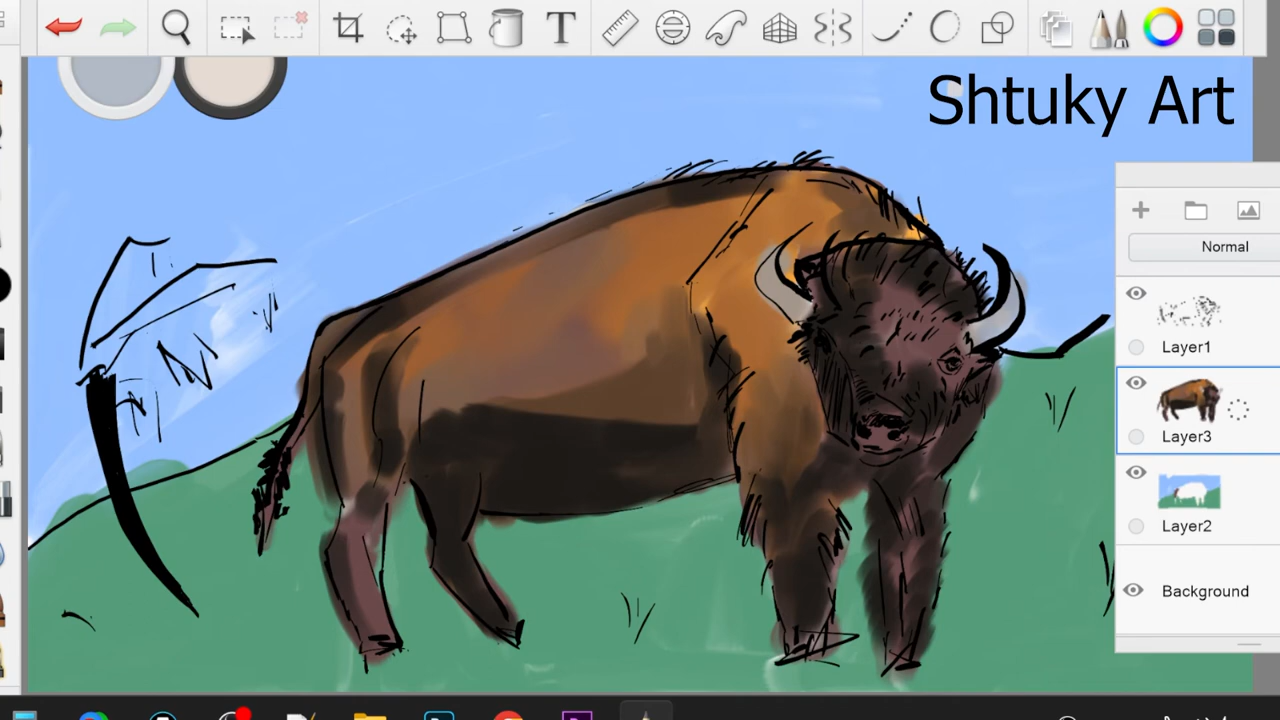 T
Shtuky Art
Normal
Layer1
Layer3
Layer2
Background